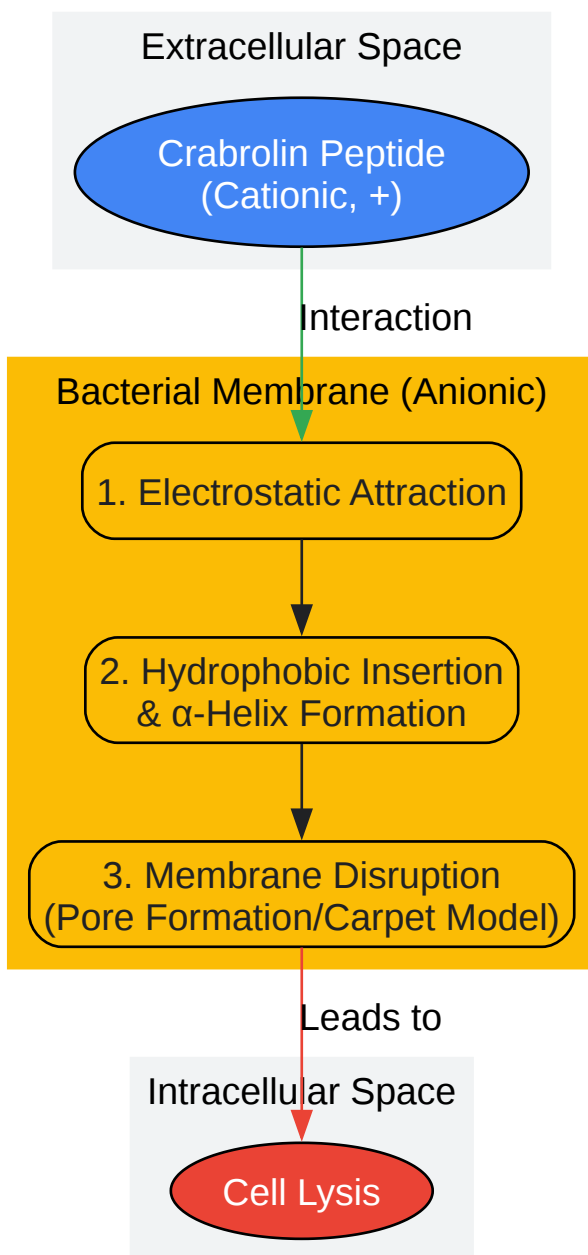 Extracellular Space
Crabrolin Peptide
(Cationic, +)
Interaction
Bacterial Membrane (Anionic)
1. Electrostatic Attraction
2. Hydrophobic Insertion
& α-Helix Formation
3. Membrane Disruption
(Pore Formation/Carpet Model)
Leads to
Intracellular Space
Cell Lysis